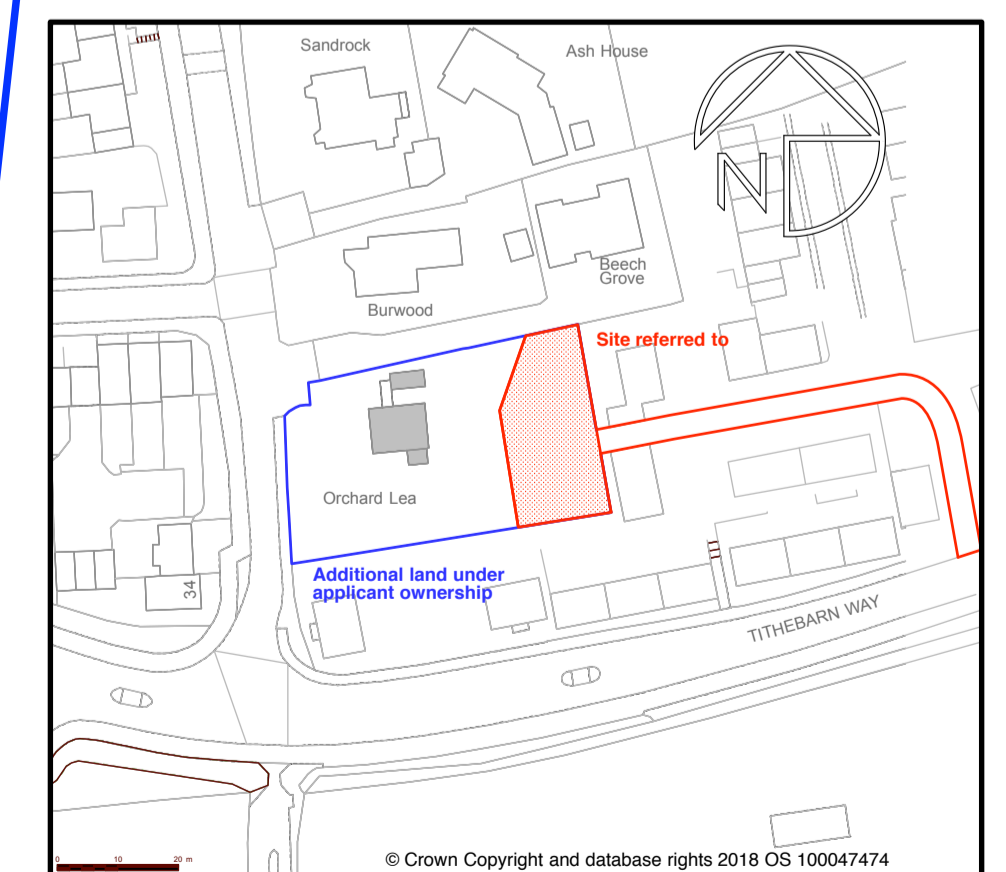 Sandrock
Ash House
N
Beech
Grove
Burwood
Site referred to
Orchard Lea
Additional land under
applicant ownership
34
TITHEBARN WAY
0 10 20 m
© Crown Copyright and database rights 2018 OS 100047474